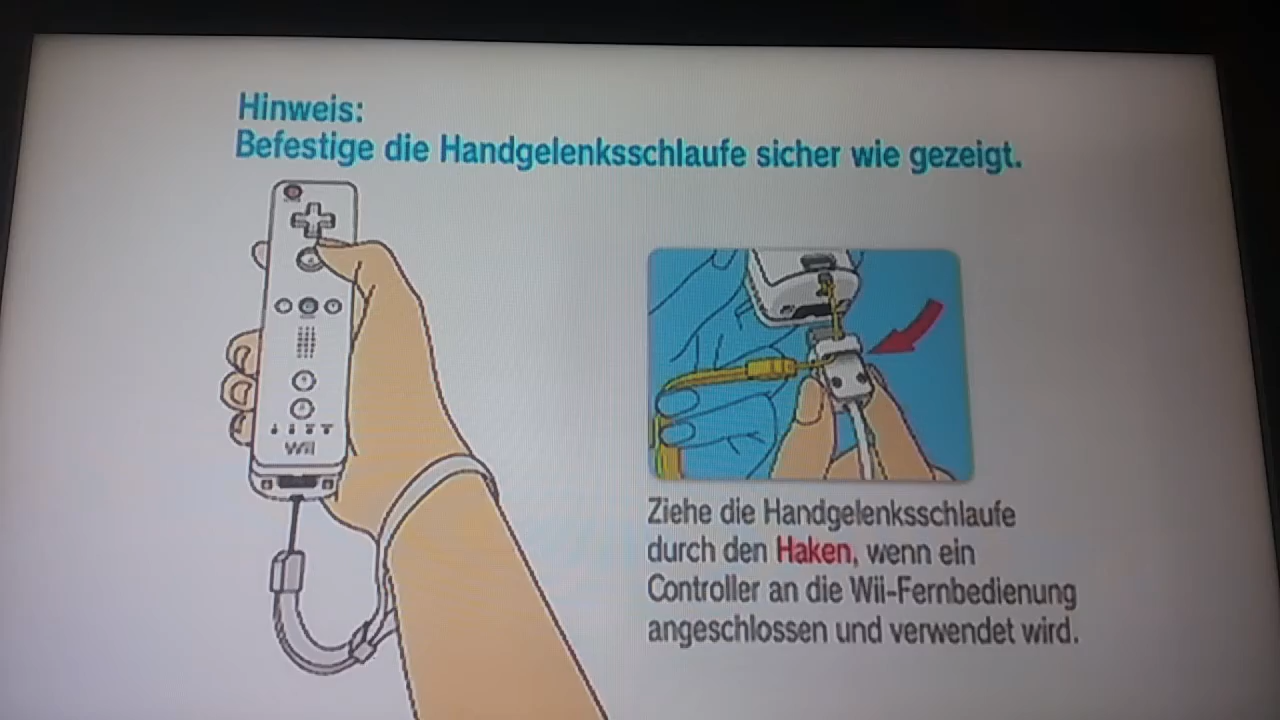 Hinweis:
Befestige die Handgelenksschlaufe sicher wie gezeigt.
Wii
Ziehe die Handgelenksschlaufe
durch den Haken, wenn ein
Controller an die Wii-Fernbedienung
angeschlossen und verwendet wird.